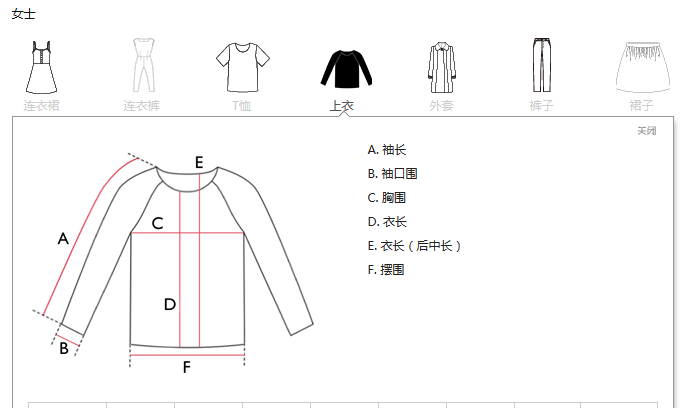 女士
连衣裙 连衣裤 T恤 上衣 外套 裤子 裙子
关闭
A. 袖长
B. 袖口围
C. 胸围
D. 衣长
E. 衣长（后中长）
F. 摆围
E
C
A
D
B
F